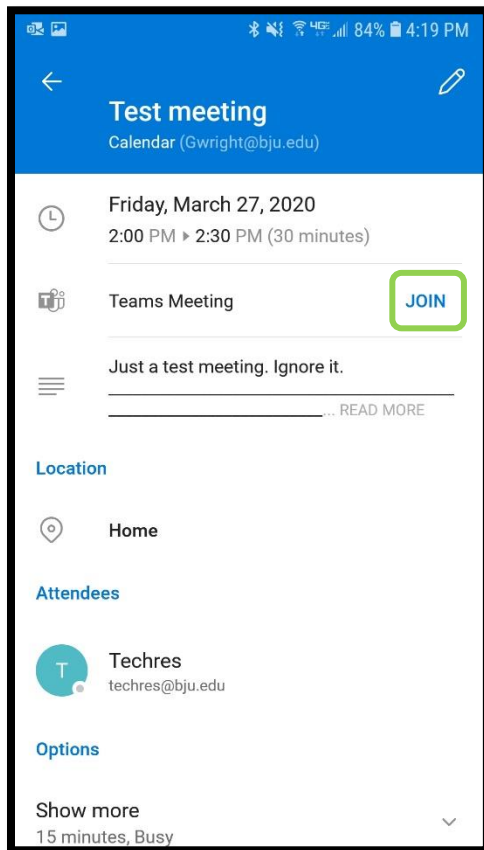 4GE 84% 4:19 PM
Test meeting
Calendar (Gwright@bju.edu)
Friday, March 27, 2020
2:00 PM ▸ 2:30 PM (30 minutes)
Teams Meeting JOIN
Just a test meeting. Ignore it.
... READ MORE
Location
Home
Attendees
T Techres
techres@bju.edu
Options
Show more
15 minutes, Busy